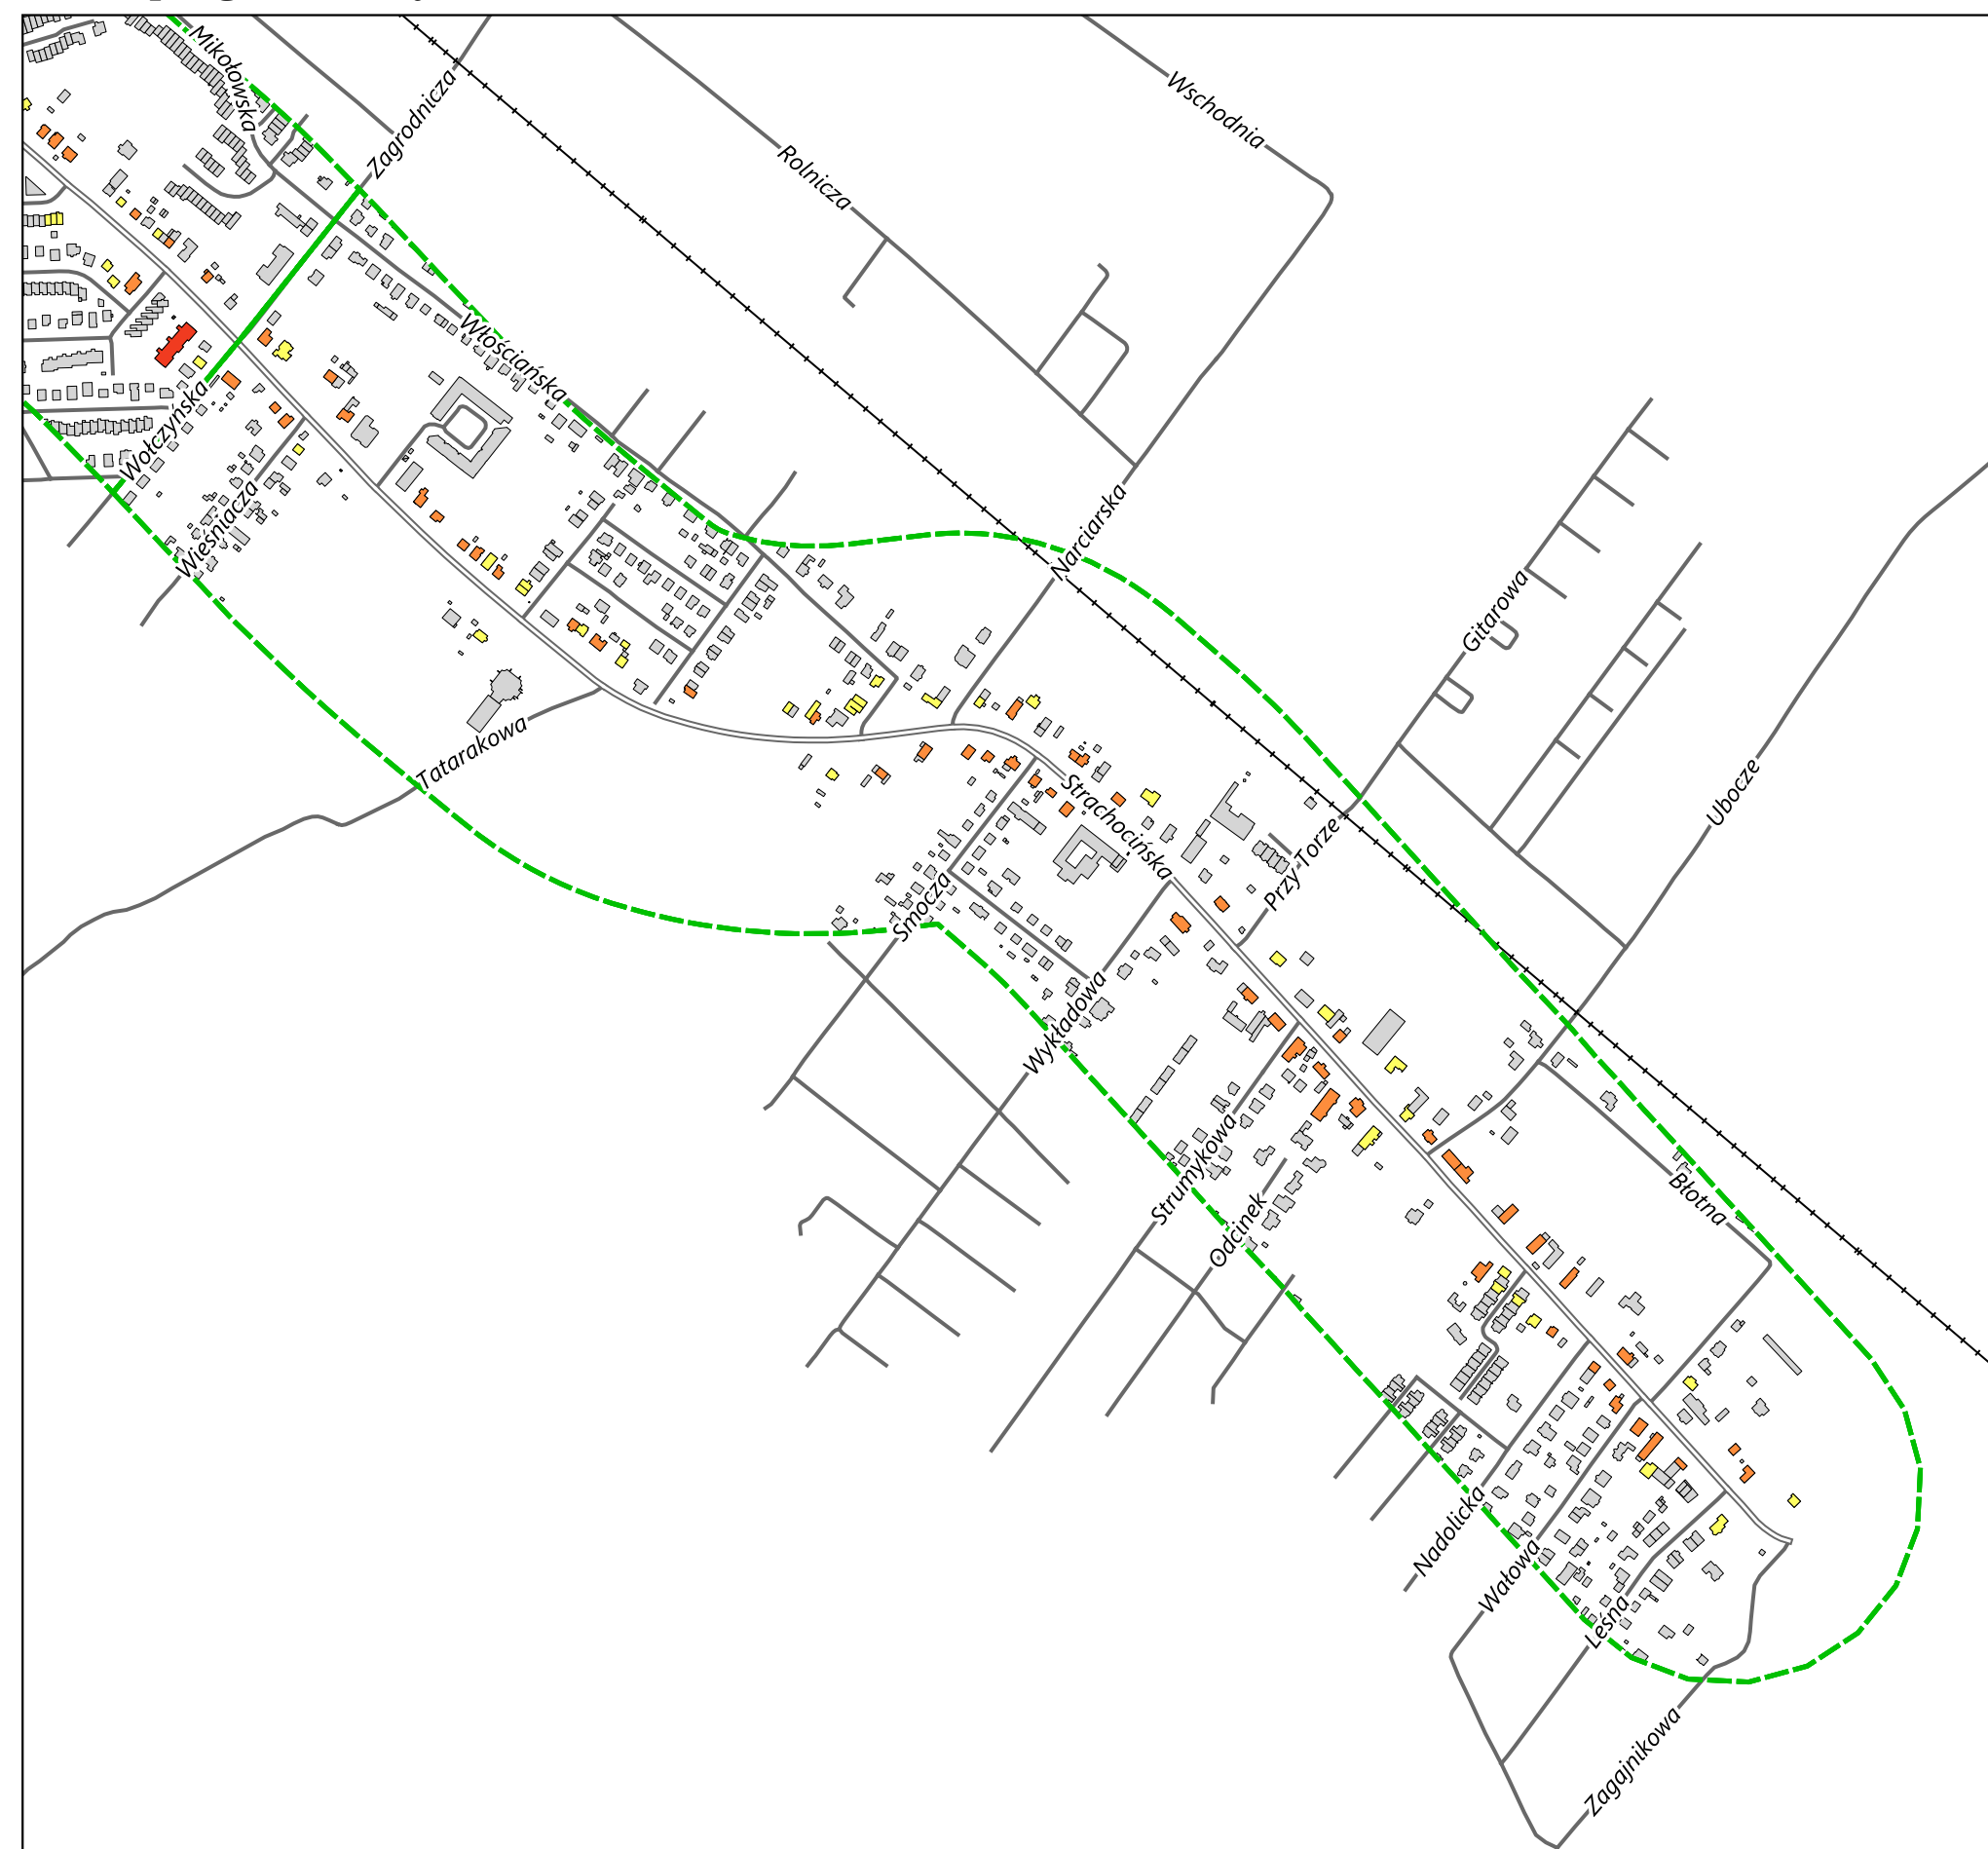 Mikołowska
Zagrodnicza
Wschodnia
Rolnicza
Włościańska
Wołczyńska
Wieśniacza
Narciarska
Gitarowa
Tatarakowa
Strachocińska
Ubocze
Przy Torze
Smocza
Wykładowa
Strumykowa
Błotna
Odcinek
Nadolicka
Wałowa
Leśna
Zagajnikowa